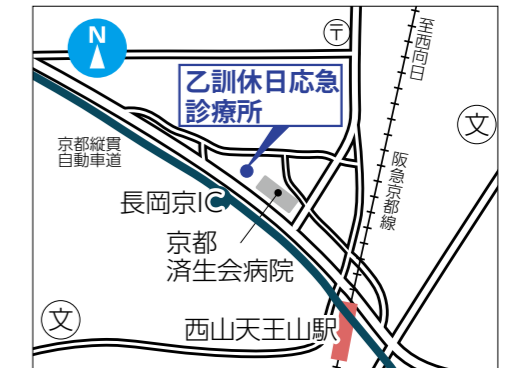 N
〒
至西向日
乙訓休日応急
診療所
文
京都縦貫
自動車道
阪急京都線
長岡京IC
京都
済生会病院
文
西山天王山駅